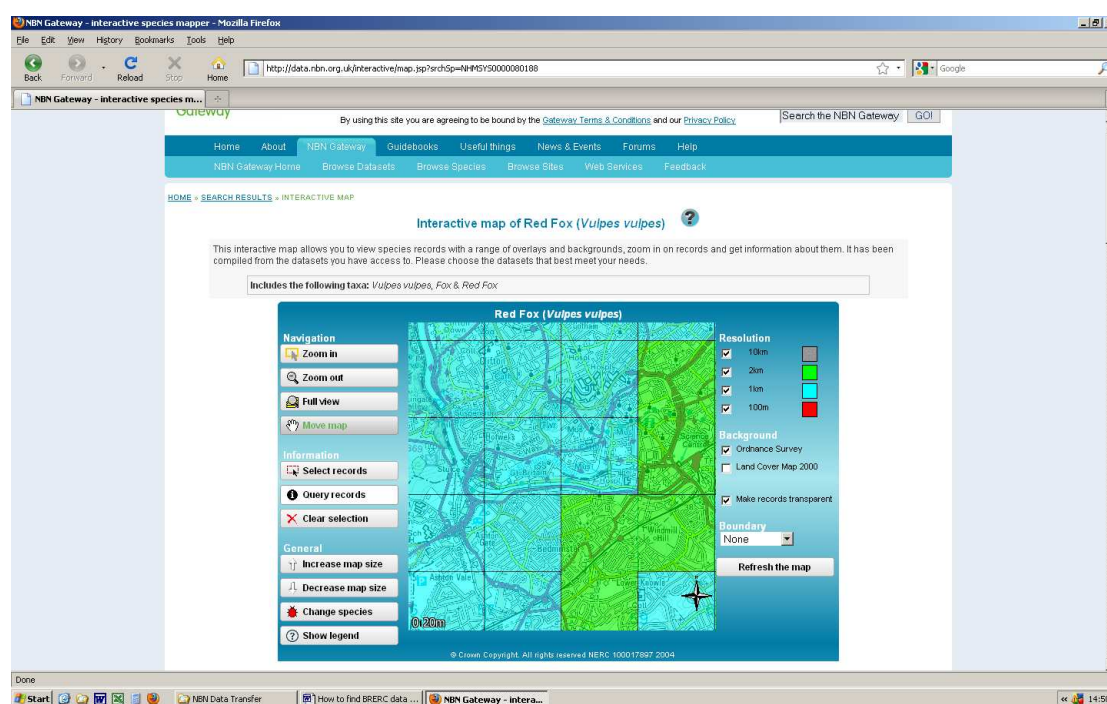 NBN Gateway - interactive species mapper - Mozilla Firefox
File Edit View History Bookmarks Tools Help
Back Forward Reload Stop Home
http://data.nbn.org.uk/interactive/map.jsp?srchSp=NHMSYS0000080188
Google
NBN Gateway - interactive species m...
Gateway
By using this site you are agreeing to be bound by the Gateway Terms & Conditions and our Privacy Policy.
Search the NBN Gateway GO!
Home About NBN Gateway Guidebooks Useful things News & Events Forums Help
NBN Gateway Home Browse Datasets Browse Species Browse Sites Web Services Feedback
HOME » SEARCH RESULTS » INTERACTIVE MAP
Interactive map of Red Fox (Vulpes vulpes) ?
This interactive map allows you to view species records with a range of overlays and backgrounds, zoom in on records and get information about them. It has been
compiled from the datasets you have access to. Please choose the datasets that best meet your needs.
Includes the following taxa: Vulpes vulpes, Fox & Red Fox
Red Fox (Vulpes vulpes)
Navigation
Zoom in
Zoom out
Full view
Move map
Information
Select records
Query records
Clear selection
General
Increase map size
Decrease map size
Change species
Show legend
Ashton Vale
Windmill
Hill
Lower Knowle
Resolution
10km
2km
1km
100m
Background
Ordnance Survey
Land Cover Map 2000
Make records transparent
Boundary
None
Refresh the map
© Crown Copyright. All rights reserved NERC 100017897 2004
Done
Start NBN Data Transfer How to find BRERC data ... NBN Gateway - intera...